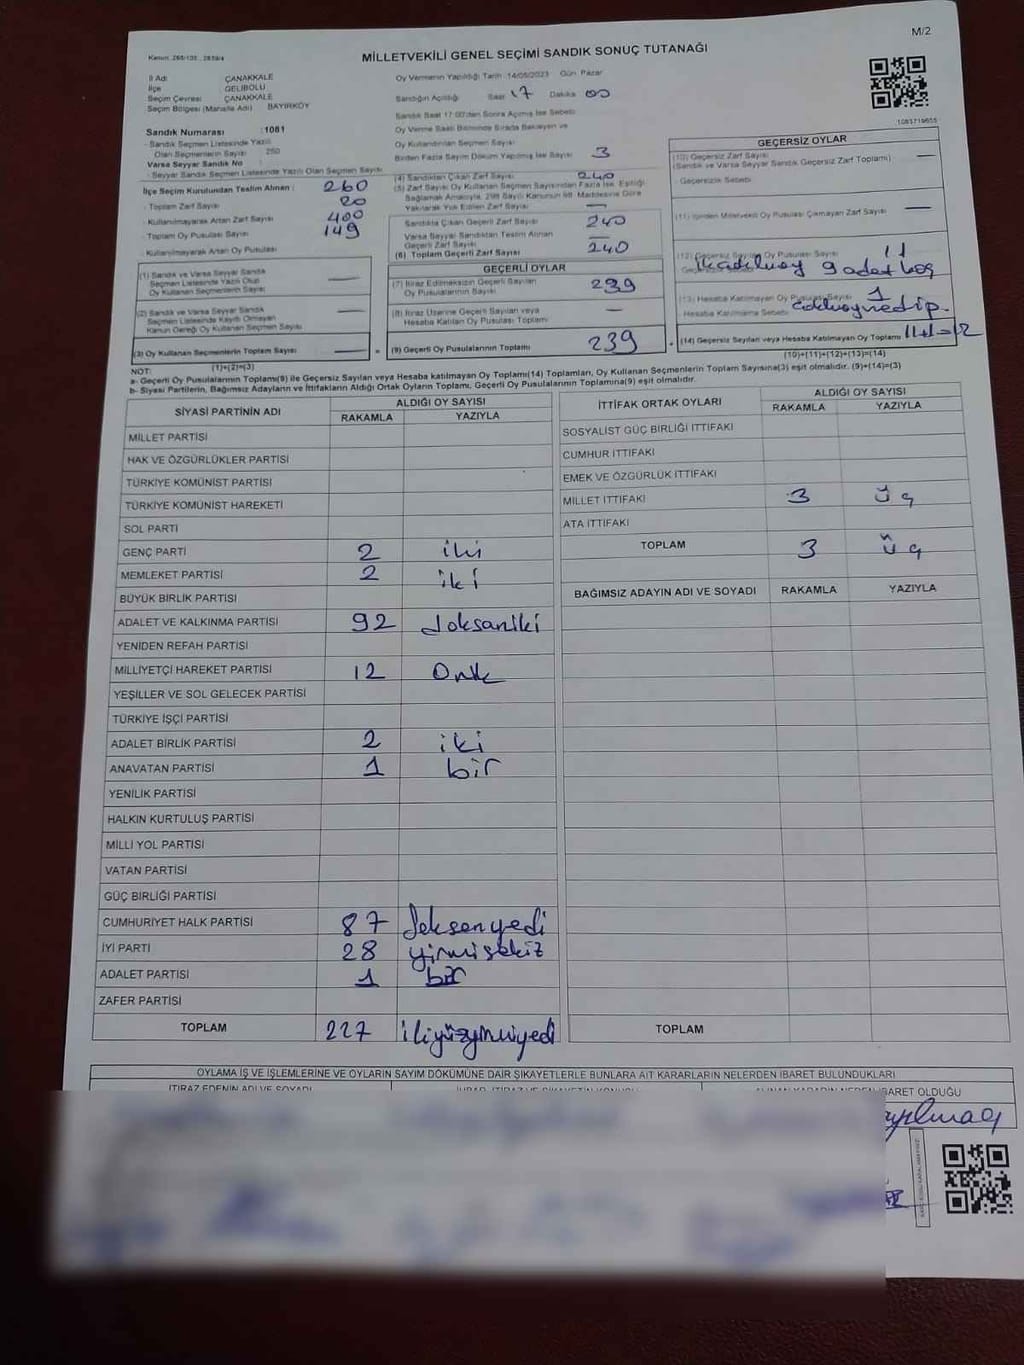 M/2
MİLLETVEKİLİ GENEL SEÇİMİ SANDIK SONUÇ TUTANAĞI
İl Adı ÇANAKKALE
İlçe GELİBOLU
Seçim Çevresi ÇANAKKALE
Seçim Bölgesi (Mahalle Adı) BAYIRKÖY
Sandık Numarası :1081
- Sandık Seçmen Listesinde Yazılı
Olan Seçmenlerin Sayısı 250
Varsa Seyyar Sandık No
- Seyyar Sandık Seçmen Listesinde Yazılı Olan Seçmen Sayısı
İlçe Seçim Kurulundan Teslim Alınan :
- Toplam Zarf Sayısı 260
- Kullanılmayarak Artan Zarf Sayısı 20
- Toplam Oy Pusulası Sayısı 400
- Kullanılmayarak Artan Oy Pusulası 149
(1) Sandık ve Varsa Seyyar Sandık
Seçmen Listesinde Yazılı Olup
Oy Kullanan Seçmenlerin Sayısı —
(2) Sandık ve Varsa Seyyar Sandık
Seçmen Listesinde Kayıtlı Olmayan
Kanun Gereği Oy Kullanan Seçmen Sayısı —
(3) Oy Kullanan Seçmenlerin Toplam Sayısı —
(1)+(2)=(3)
Oy Vermenin Yapıldığı Tarih :14/05/2023 Gün Pazar
Sandığın Açıldığı Saat 17 Dakika 00
Sandık Saat 17:00'den Sonra Açılmış İse Sebebi
Oy Verme Saati Bitiminde Sırada Bekleyen ve
Oy Kullandırılan Seçmen Sayısı
Birden Fazla Sayım Döküm Yapılmış İse Sayısı 3
(4) Sandıktan Çıkan Zarf Sayısı 240
(5) Zarf Sayısı Oy Kullanan Seçmen Sayısından Fazla İse, Eşitliği
Sağlamak Amacıyla, 298 Sayılı Kanunun 98. Maddesine Göre
Yakılarak Yok Edilen Zarf Sayısı —
Sandıkta Çıkan Geçerli Zarf Sayısı 240
Varsa Seyyar Sandıktan Teslim Alınan
Geçerli Zarf Sayısı
(6) Toplam Geçerli Zarf Sayısı 240
GEÇERLİ OYLAR
(7) İtiraz Edilmeksizin Geçerli Sayılan
Oy Pusulalarının Sayısı 239
(8) İtiraz Üzerine Geçerli Sayılan veya
Hesaba Katılan Oy Pusulası Toplamı —
(9) Geçerli Oy Pusulalarının Toplamı 239
1083719655
GEÇERSİZ OYLAR
(10) Geçersiz Zarf Sayısı
(Sandık ve Varsa Seyyar Sandık Geçersiz Zarf Toplamı) —
- Geçersizlik Sebebi
(11) İçinden Milletvekili Oy Pusulası Çıkmayan Zarf Sayısı —
(12) Geçersiz Sayılan Oy Pusulası Sayısı 11
9 adet boş
(13) Hesaba Katılmayan Oy Pusulası Sayısı 1
Hesaba Katılmama Sebebi
(14) Geçersiz Sayılan veya Hesaba Katılmayan Oy Toplamı 11+1=12
(10)+(11)+(12)+(13)=(14)
NOT:
a- Geçerli Oy Pusulalarının Toplamı(9) ile Geçersiz Sayılan veya Hesaba katılmayan Oy Pusulası Toplamı(14) Toplamları, Oy Kullanan Seçmenlerin Toplam Sayısına(3) eşit olmalıdır. (9)+(14)=(3)
b- Siyasi Partilerin, Bağımsız Adayların ve İttifakların Aldığı Ortak Oyların Toplamı, Geçerli Oy Pusulalarının Toplamına(9) eşit olmalıdır.
SİYASİ PARTİNİN ADI ALDIĞI OY SAYISI
RAKAMLA YAZIYLA
MİLLET PARTİSİ
HAK VE ÖZGÜRLÜKLER PARTİSİ
TÜRKİYE KOMÜNİST PARTİSİ
TÜRKİYE KOMÜNİST HAREKETİ
SOL PARTİ
GENÇ PARTİ 2 iki
MEMLEKET PARTİSİ 2 iki
BÜYÜK BİRLİK PARTİSİ
ADALET VE KALKINMA PARTİSİ 92 doksaniki
YENİDEN REFAH PARTİSİ
MİLLİYETÇİ HAREKET PARTİSİ 12
YEŞİLLER VE SOL GELECEK PARTİSİ
TÜRKİYE İŞÇİ PARTİSİ
ADALET BİRLİK PARTİSİ 2 iki
ANAVATAN PARTİSİ 1 bir
YENİLİK PARTİSİ
HALKIN KURTULUŞ PARTİSİ
MİLLİ YOL PARTİSİ
VATAN PARTİSİ
GÜÇ BİRLİĞİ PARTİSİ
CUMHURİYET HALK PARTİSİ 87 Seksenyedi
İYİ PARTİ 28 yirmisekiz
ADALET PARTİSİ 1 bir
ZAFER PARTİSİ
TOPLAM 227
İTTİFAK ORTAK OYLARI ALDIĞI OY SAYISI
RAKAMLA YAZIYLA
SOSYALİST GÜÇ BİRLİĞİ İTTİFAKI
CUMHUR İTTİFAKI
EMEK VE ÖZGÜRLÜK İTTİFAKI
MİLLET İTTİFAKI 3 üç
ATA İTTİFAKI
TOPLAM 3 üç
BAĞIMSIZ ADAYIN ADI VE SOYADI RAKAMLA YAZIYLA
TOPLAM
OYLAMA İŞ VE İŞLEMLERİNE VE OYLARIN SAYIM DÖKÜMÜNE DAİR ŞİKAYETLERLE BUNLARA AİT KARARLARIN NELERDEN İBARET BULUNDUKLARI
İTİRAZ EDENİN ADI VE SOYADI